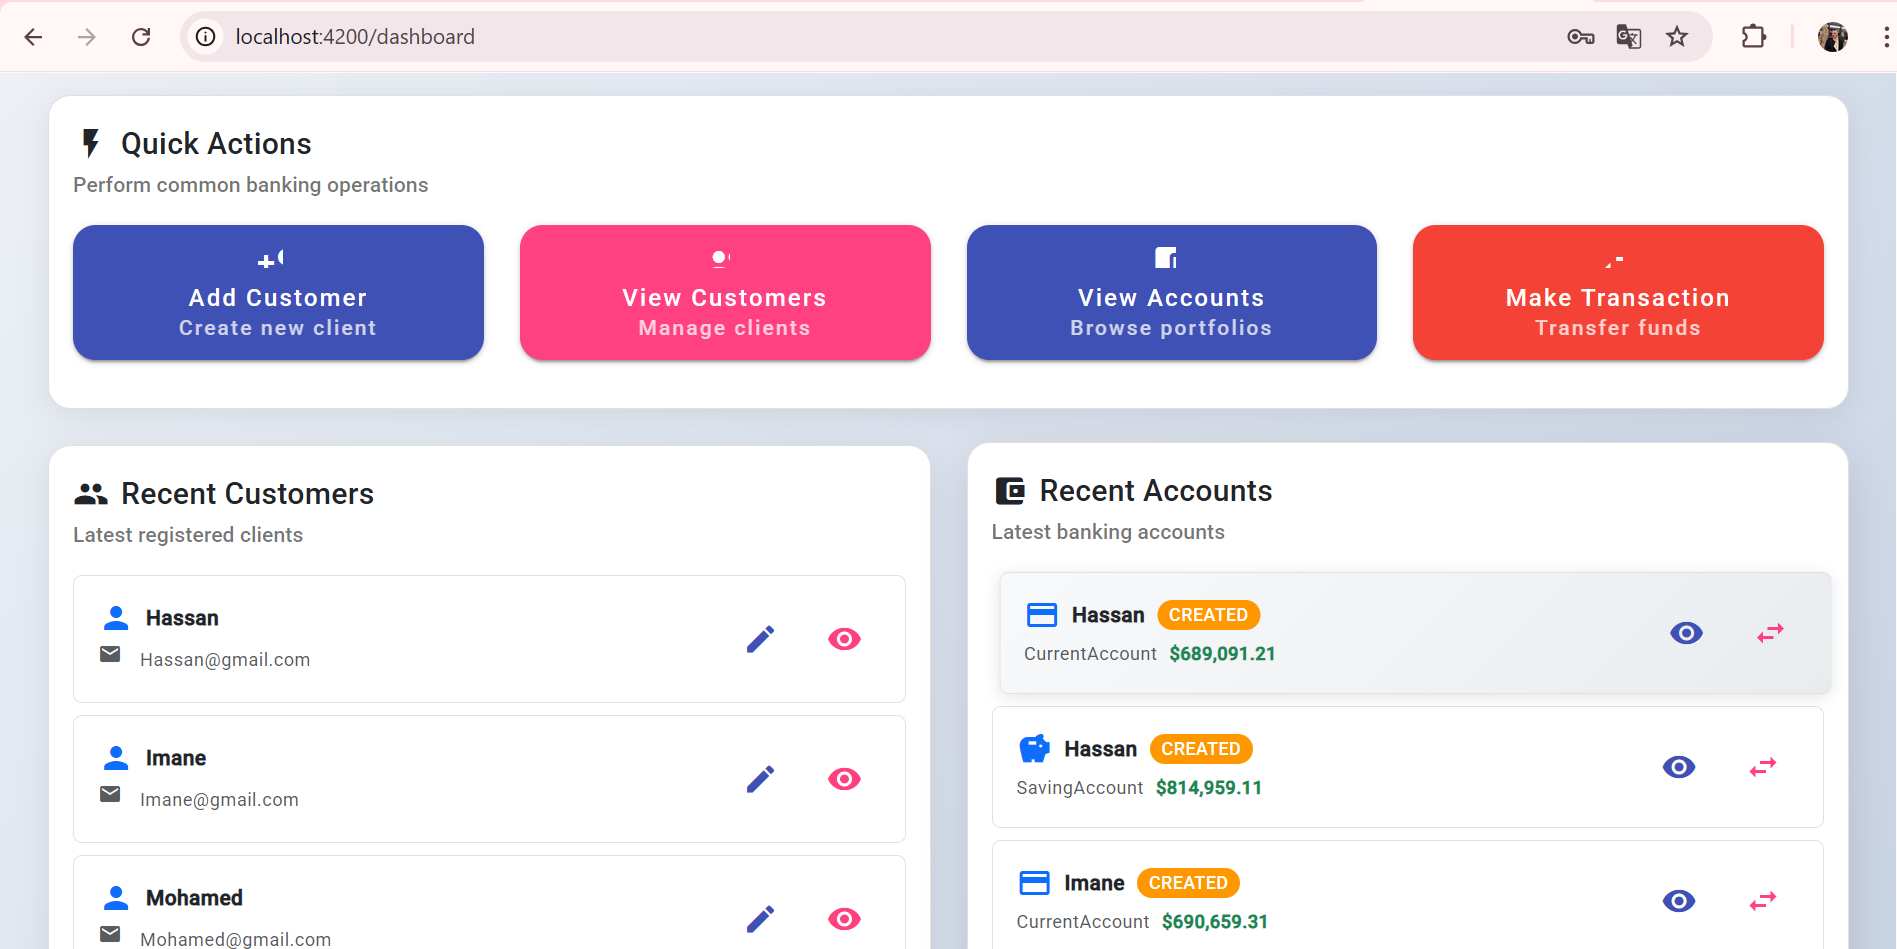 localhost:4200/dashboard
Quick Actions
Perform common banking operations
Add Customer
Create new client
View Customers
Manage clients
View Accounts
Browse portfolios
Make Transaction
Transfer funds
Recent Customers
Latest registered clients
Hassan
Hassan@gmail.com
Imane
Imane@gmail.com
Mohamed
Mohamed@gmail.com
Recent Accounts
Latest banking accounts
Hassan CREATED
CurrentAccount $689,091.21
Hassan CREATED
SavingAccount $814,959.11
Imane CREATED
CurrentAccount $690,659.31